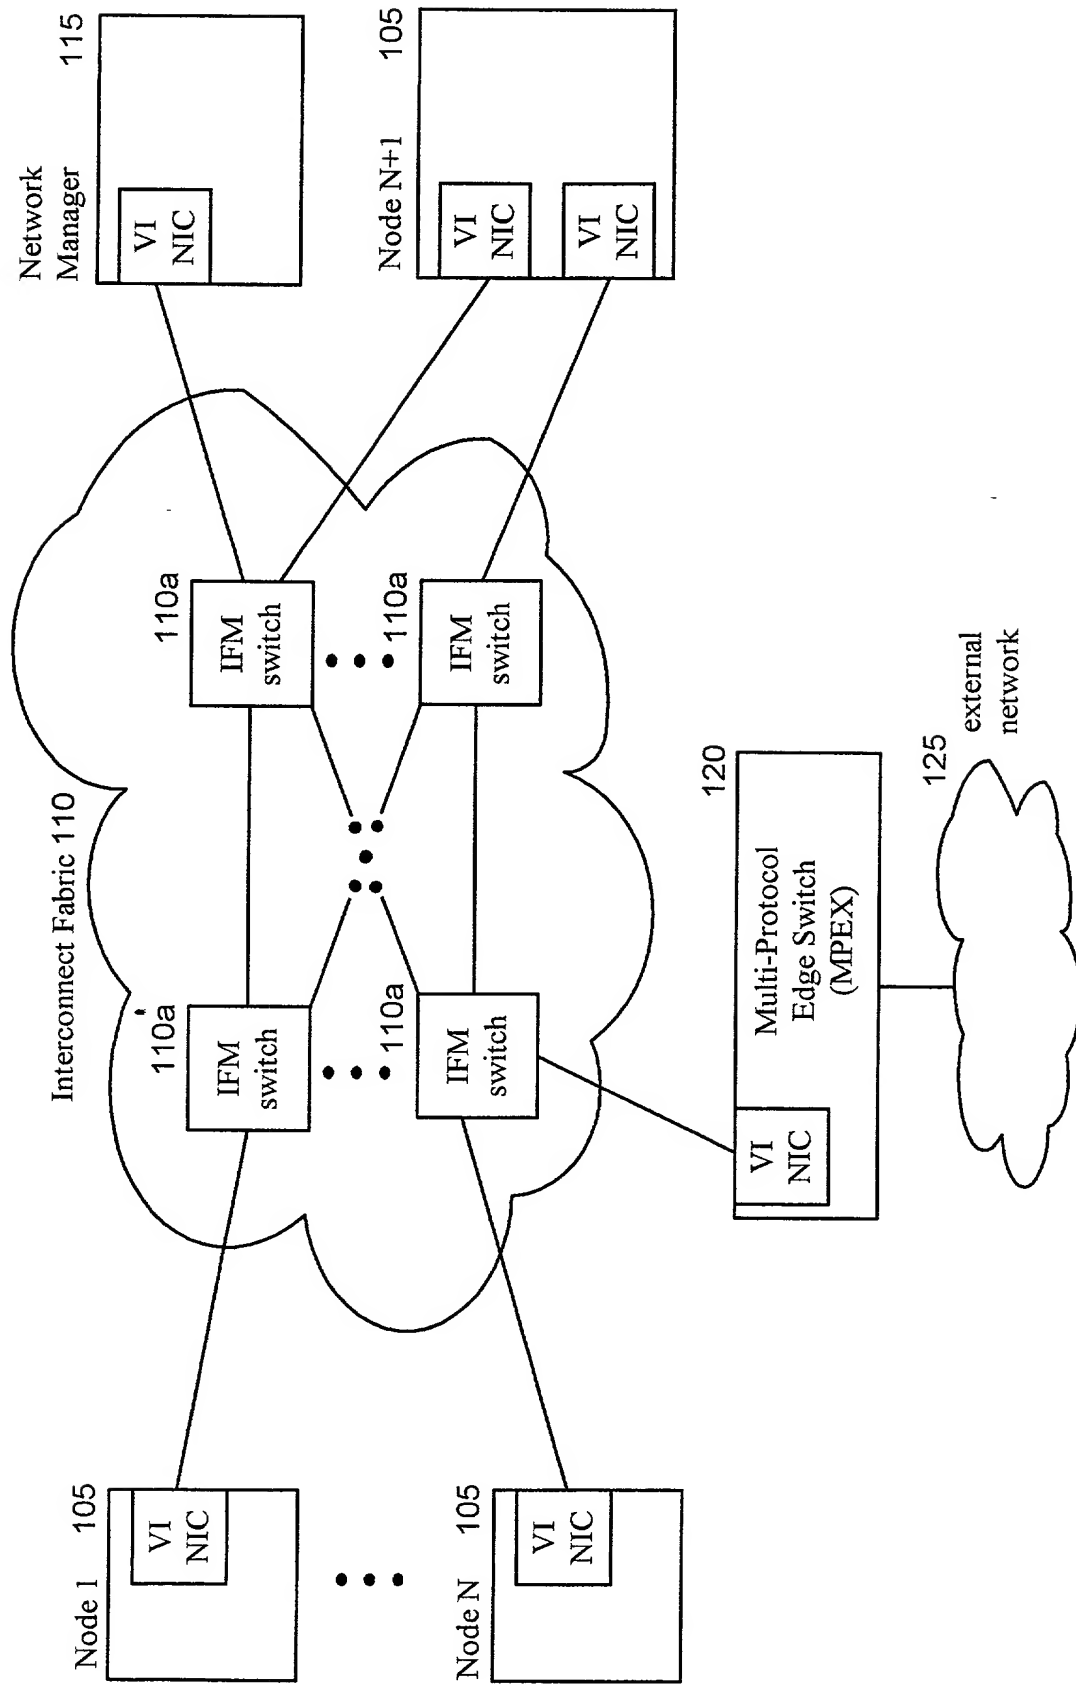 Node 1 105
VI
NIC
Node N 105
VI
NIC
Interconnect Fabric 110
110a
IFM
switch
110a
IFM
switch
110a
IFM
switch
110a
IFM
switch
Network
Manager 115
VI
NIC
Node N+1 105
VI
NIC
VI
NIC
120
Multi-Protocol
Edge Switch
(MPEX)
VI
NIC
125
external
network